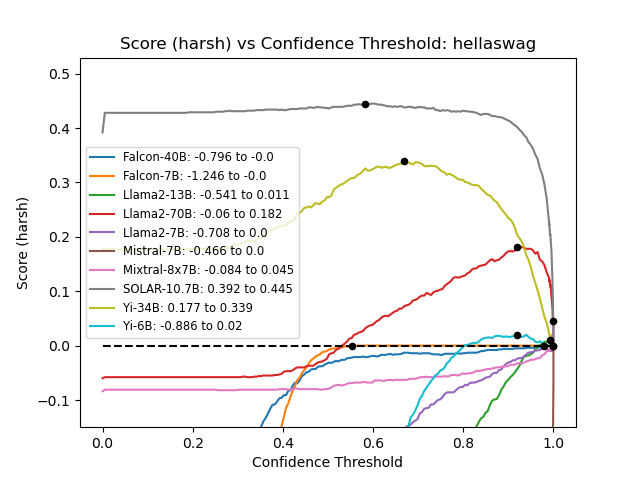 Score (harsh) vs Confidence Threshold: hellaswag
Score (harsh)
0.5
0.4
0.3
0.2
0.1
0.0
−0.1
Falcon-40B: -0.796 to -0.0
Falcon-7B: -1.246 to -0.0
Llama2-13B: -0.541 to 0.011
Llama2-70B: -0.06 to 0.182
Llama2-7B: -0.708 to 0.0
Mistral-7B: -0.466 to 0.0
Mixtral-8x7B: -0.084 to 0.045
SOLAR-10.7B: 0.392 to 0.445
Yi-34B: 0.177 to 0.339
Yi-6B: -0.886 to 0.02
0.0 0.2 0.4 0.6 0.8 1.0
Confidence Threshold